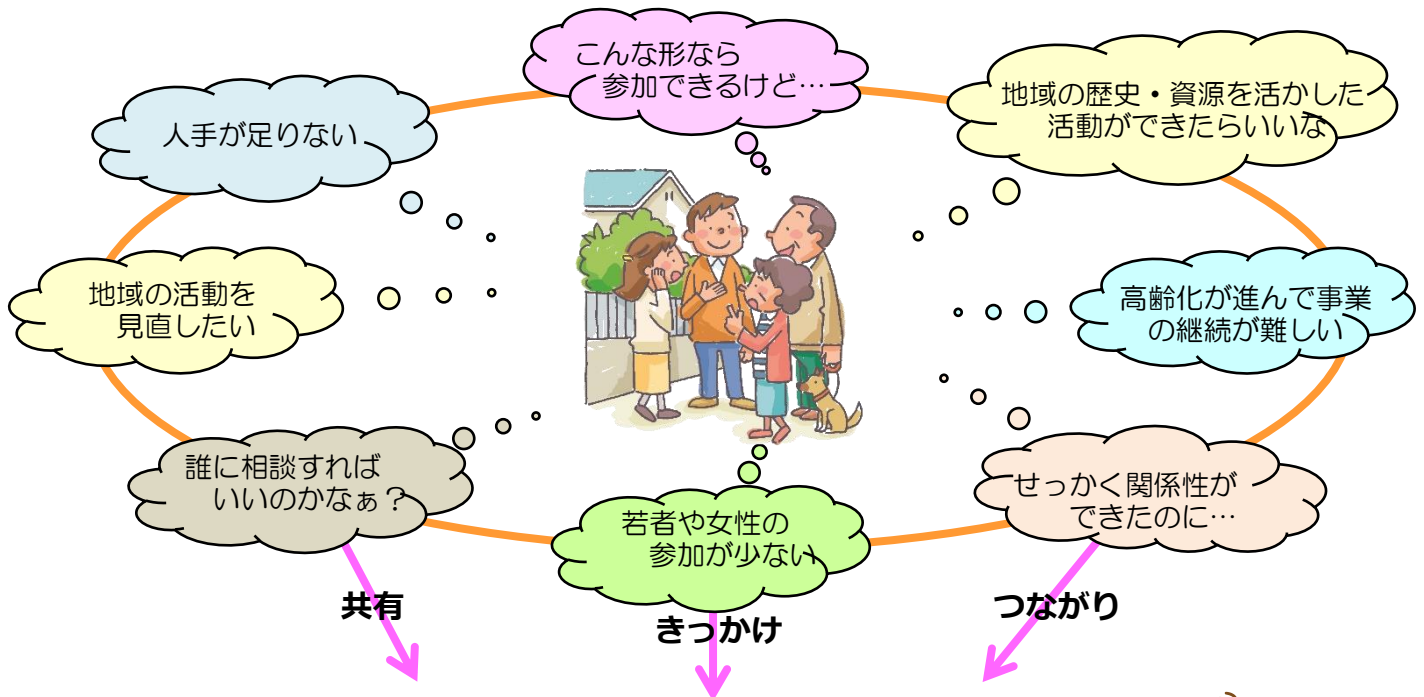 こんな形なら
参加できるけど…
地域の歴史・資源を活かした
活動ができたらいいな
人手が足りない
地域の活動を
見直したい
高齢化が進んで事業
の継続が難しい
誰に相談すれば
いいのかなぁ？
若者や女性の
参加が少ない
せっかく関係性が
できたのに…
共有
きっかけ
つながり